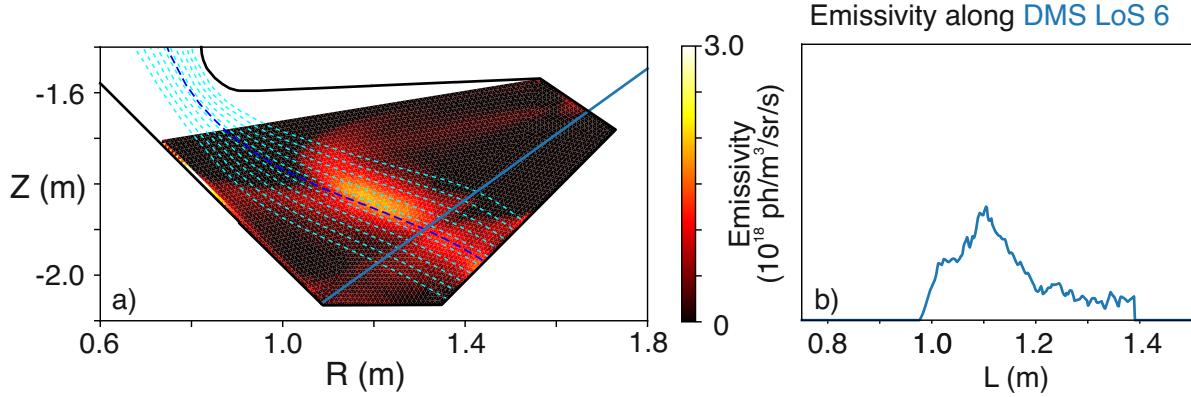 Emissivity along DMS LoS 6
3.0
-1.6
Z (m)
-2.0
a)
0.6
1.0
1.4
1.8
R (m)
Emissivity
(10¹⁸ ph/m³/sr/s)
0
b)
0.8
1.0
1.2
1.4
L (m)